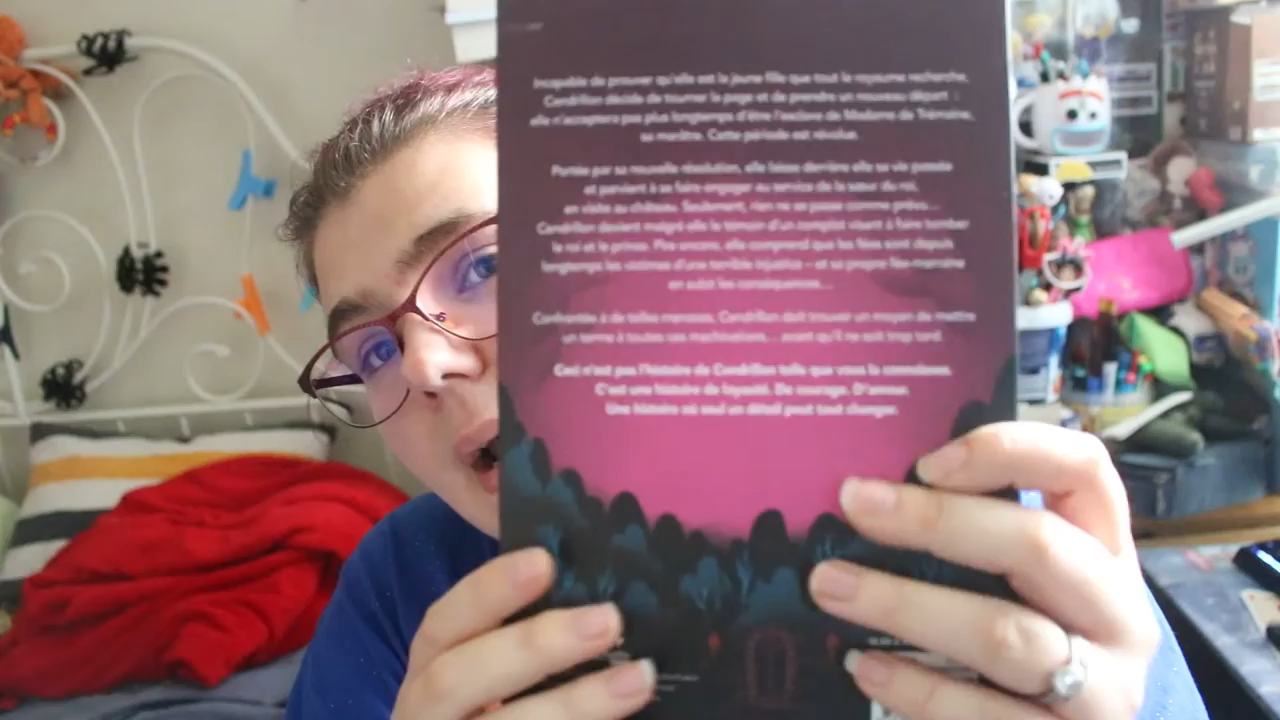 Incapable de prouver qu'elle est la jeune fille que tout le royaume recherche,
Cendrillon décide de tourner la page et de prendre un nouveau départ :
elle n'acceptera pas plus longtemps d'être l'esclave de Madame de Trémaine,
sa marâtre. Cette période est révolue.
Portée par sa nouvelle résolution, elle laisse derrière elle sa vie passée
et parvient à se faire engager au service de la sœur du roi,
en visite au château. Seulement, rien ne se passe comme prévu...
Cendrillon devient malgré elle le témoin d'un complot visant à faire tomber
le roi et le prince. Pire encore, elle comprend que les fées sont depuis
longtemps les victimes d'une terrible injustice – et sa propre fée-marraine
en subit les conséquences...
Confrontée à de telles menaces, Cendrillon doit trouver un moyen de mettre
un terme à toutes ces machinations... avant qu'il ne soit trop tard.
Ceci n'est pas l'histoire de Cendrillon telle que vous la connaissez.
C'est une histoire de loyauté. De courage. D'amour.
Une histoire où seul un détail peut tout changer.